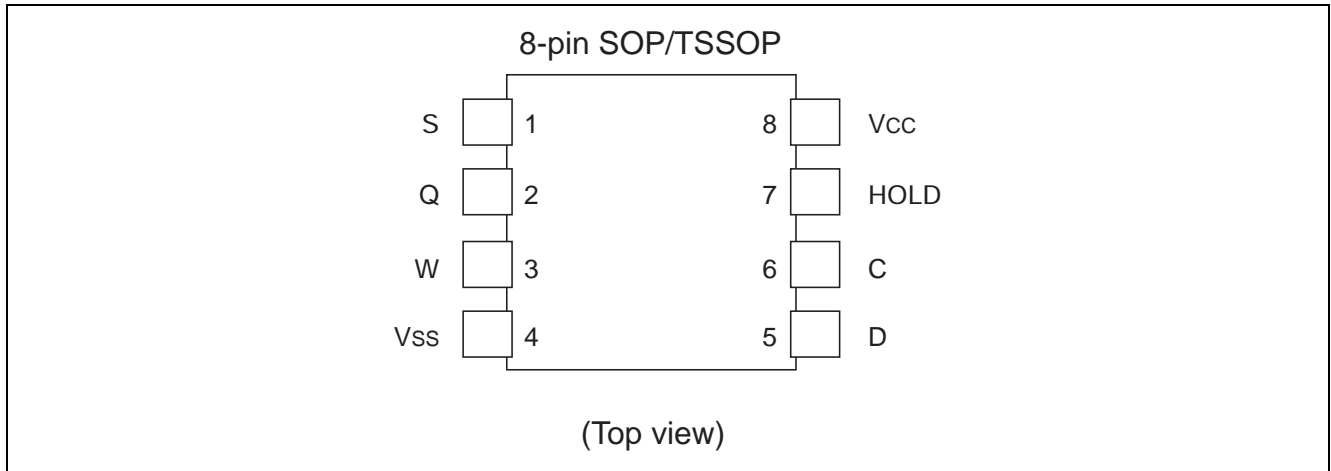 8-pin SOP/TSSOP
S 1 8 VCC
Q 2 7 HOLD
W 3 6 C
VSS 4 5 D
(Top view)